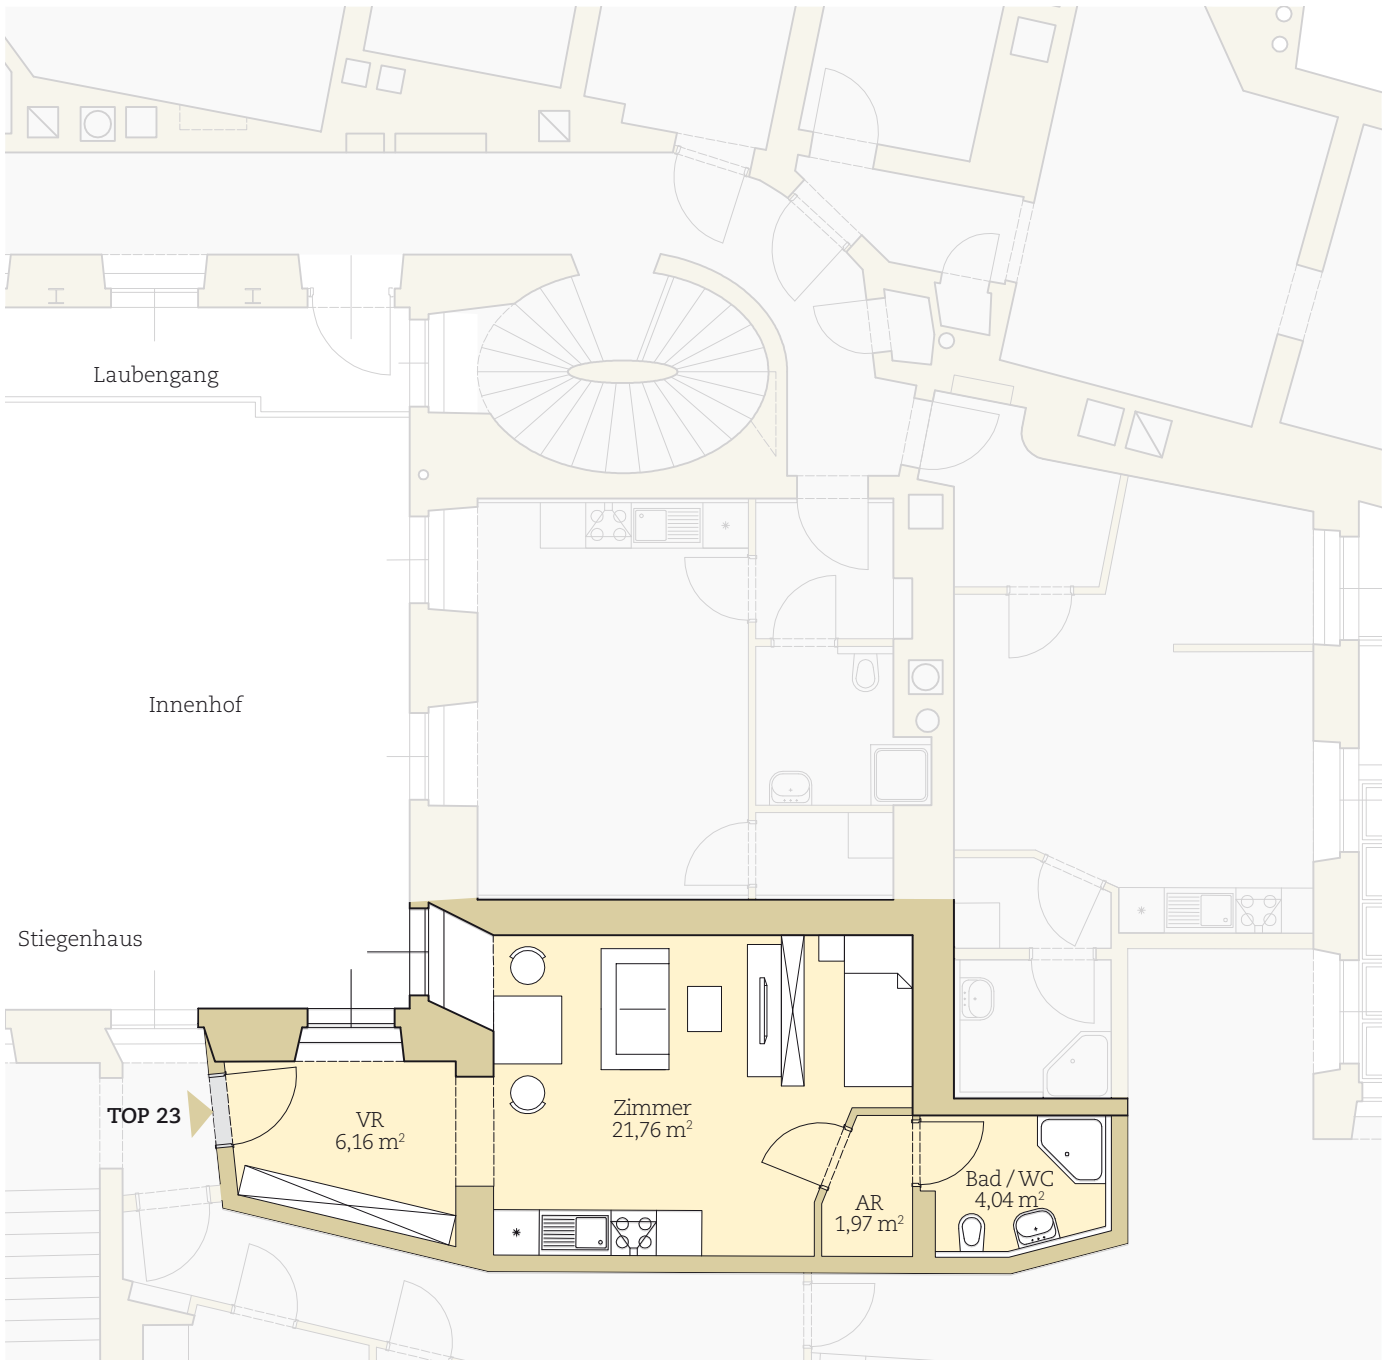 Laubengang
Innenhof
Stiegenhaus
TOP 23
VR
6,16 m²
Zimmer
21,76 m²
AR
1,97 m²
Bad / WC
4,04 m²